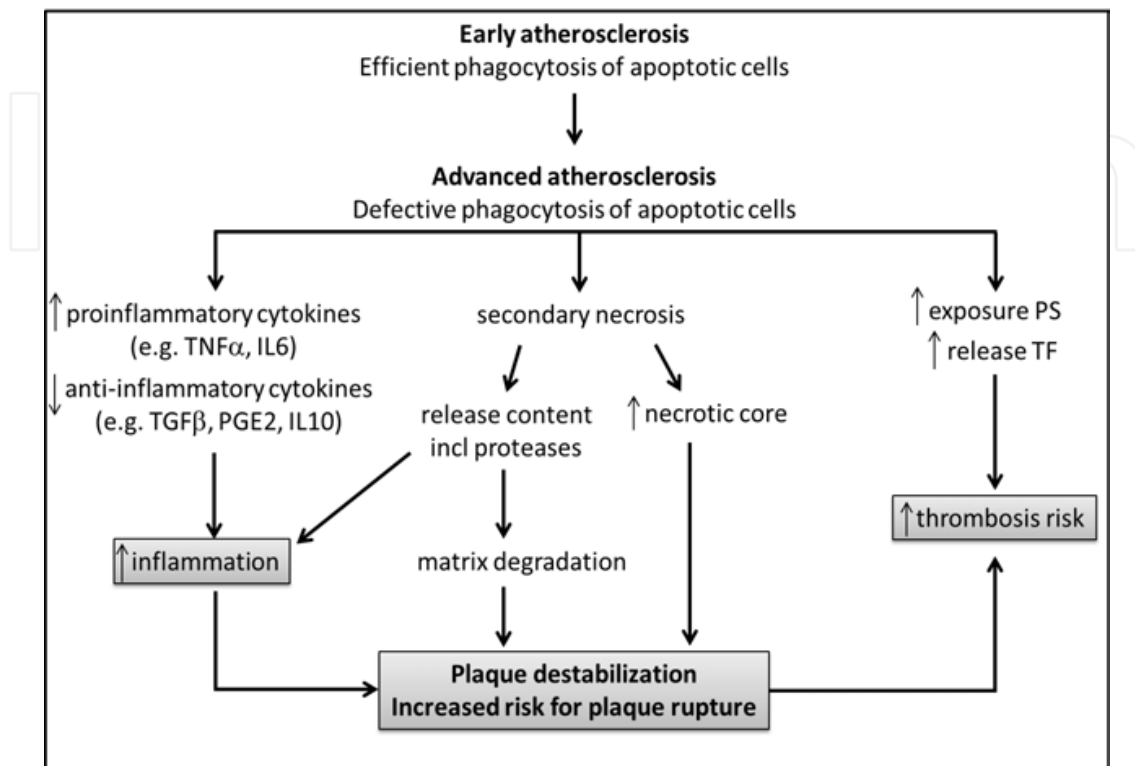 Early atherosclerosis
Efficient phagocytosis of apoptotic cells
Advanced atherosclerosis
Defective phagocytosis of apoptotic cells
↑ proinflammatory cytokines
(e.g. TNFα, IL6)
↓ anti-inflammatory cytokines
(e.g. TGFβ, PGE2, IL10)
secondary necrosis
↑ exposure PS
↑ release TF
release content
incl proteases
↑ necrotic core
↑ thrombosis risk
↑ inflammation
matrix degradation
Plaque destabilization
Increased risk for plaque rupture